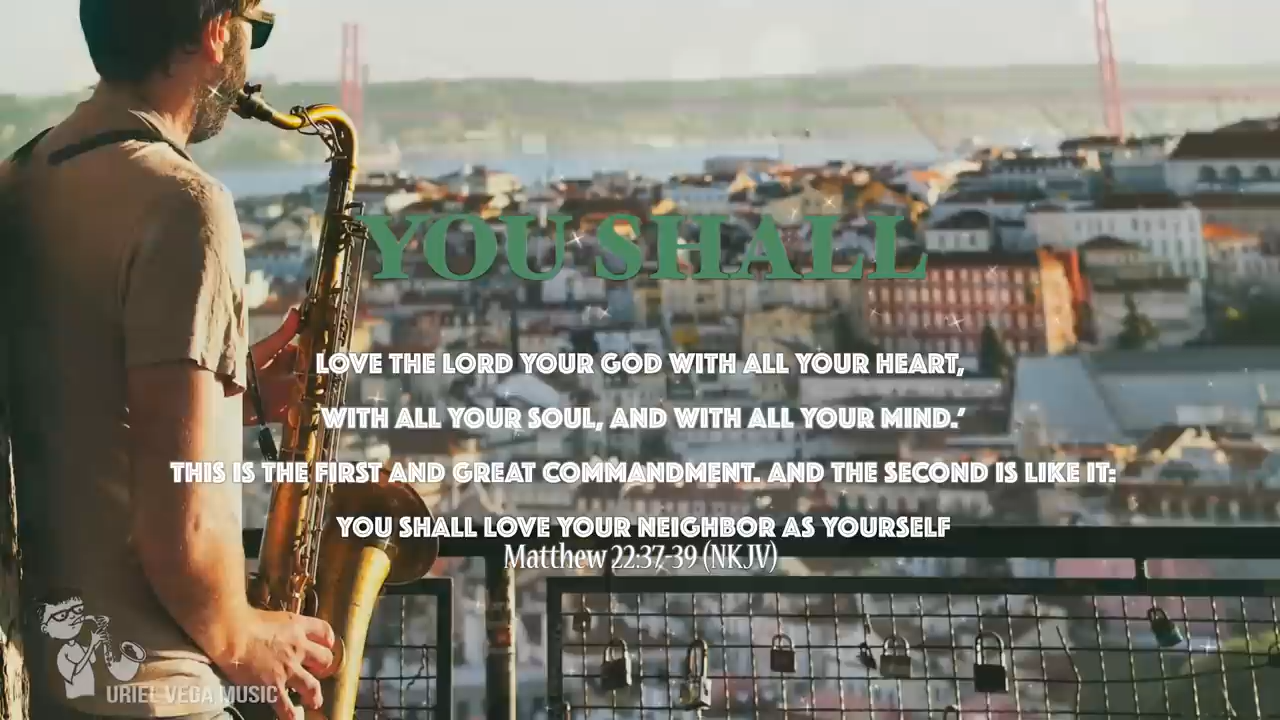 YOU SHALL
LOVE THE LORD YOUR GOD WITH ALL YOUR HEART,
WITH ALL YOUR SOUL, AND WITH ALL YOUR MIND.’
THIS IS THE FIRST AND GREAT COMMANDMENT. AND THE SECOND IS LIKE IT:
YOU SHALL LOVE YOUR NEIGHBOR AS YOURSELF
Matthew 22:37-39 (NKJV)
URIEL VEGA MUSIC